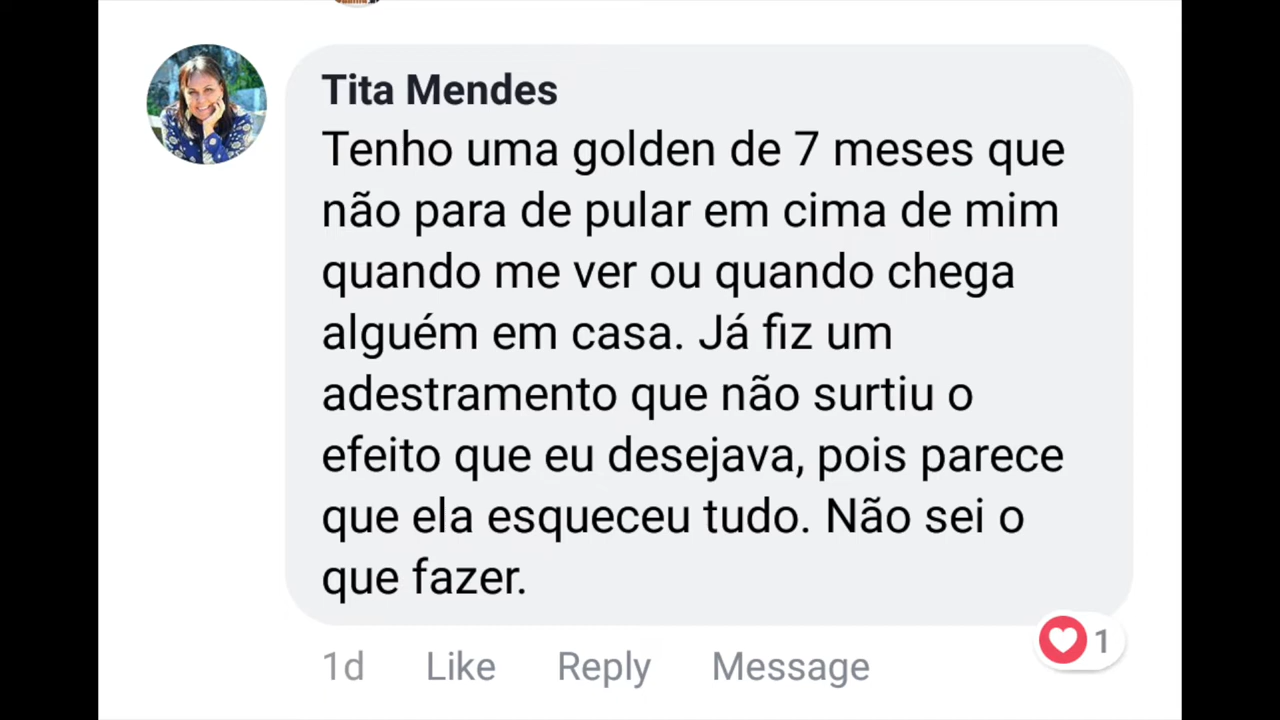 Tita Mendes
Tenho uma golden de 7 meses que
não para de pular em cima de mim
quando me ver ou quando chega
alguém em casa. Já fiz um
adestramento que não surtiu o
efeito que eu desejava, pois parece
que ela esqueceu tudo. Não sei o
que fazer.
1d Like Reply Message 1